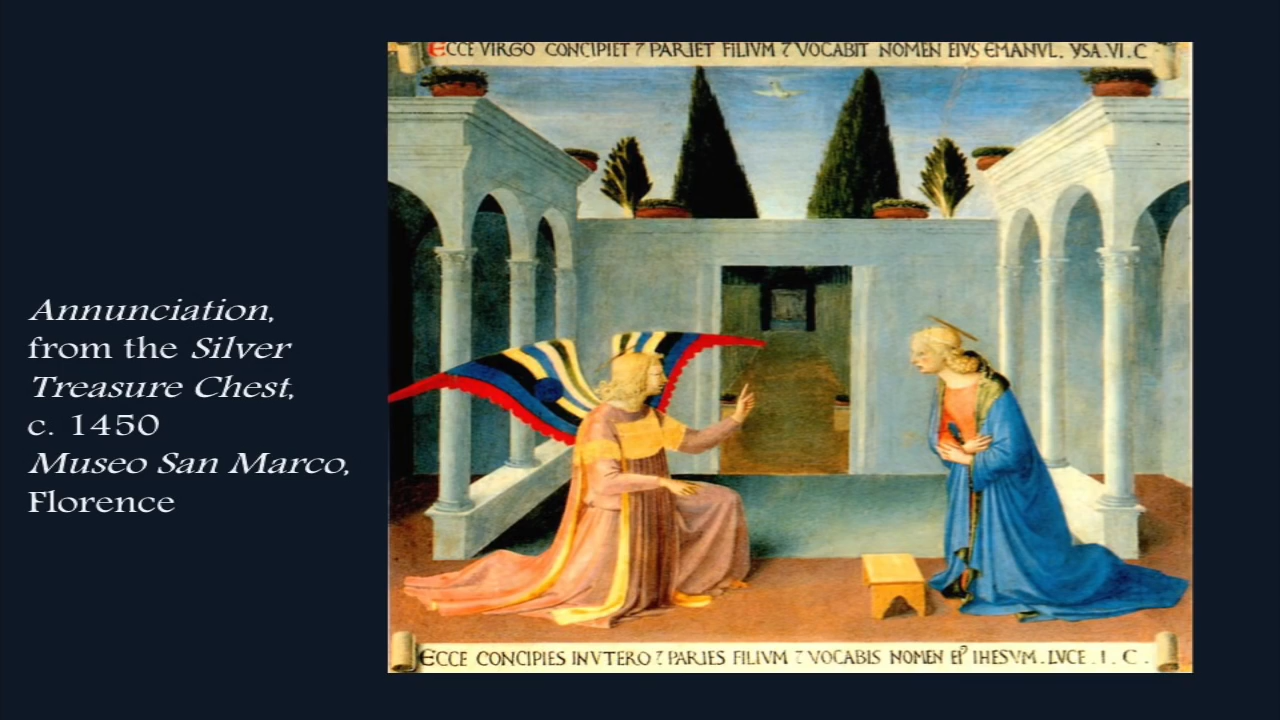 Annunciation,
from the Silver
Treasure Chest,
c. 1450
Museo San Marco,
Florence
ECCE VIRGO CONCIPIET ⁊ PARIET FILIVM ⁊ VOCABIT NOMEN EIVS EMANVL. YSA.VI.C
ECCE CONCIPIES INVTERO ⁊ PARIES FILIVM ⁊ VOCABIS NOMEN EI⁹ IHESVM. LVCE. I. C.